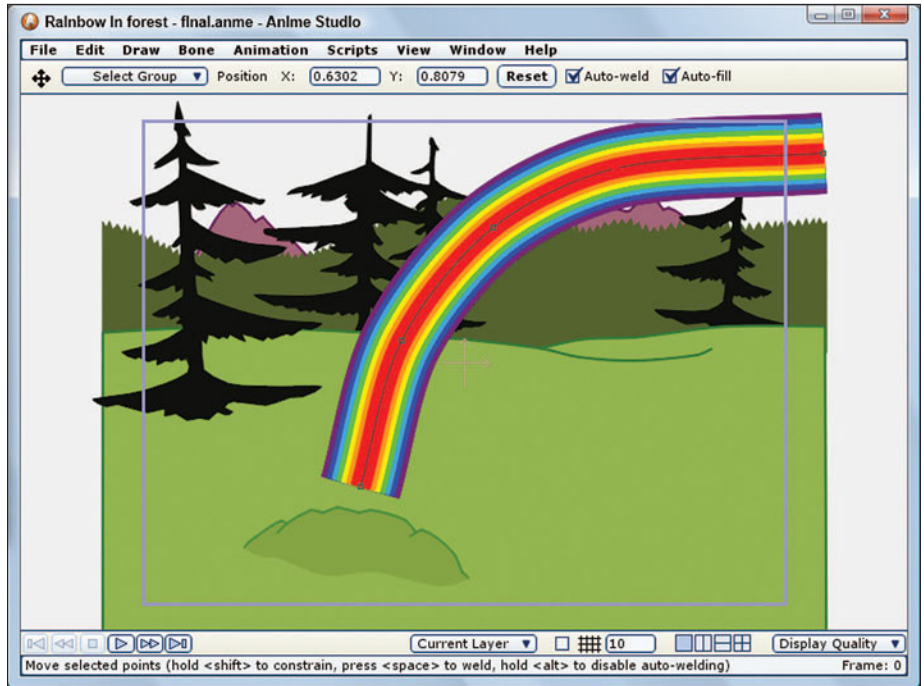 RaInbow In forest - fInal.anme - AnIme StudIo
File Edit Draw Bone Animation Scripts View Window Help
Select Group Position X: 0.6302 Y: 0.8079 Reset Auto-weld Auto-fill
Current Layer 10 Display Quality
Move selected points (hold <shift> to constrain, press <space> to weld, hold <alt> to disable auto-welding) Frame: 0